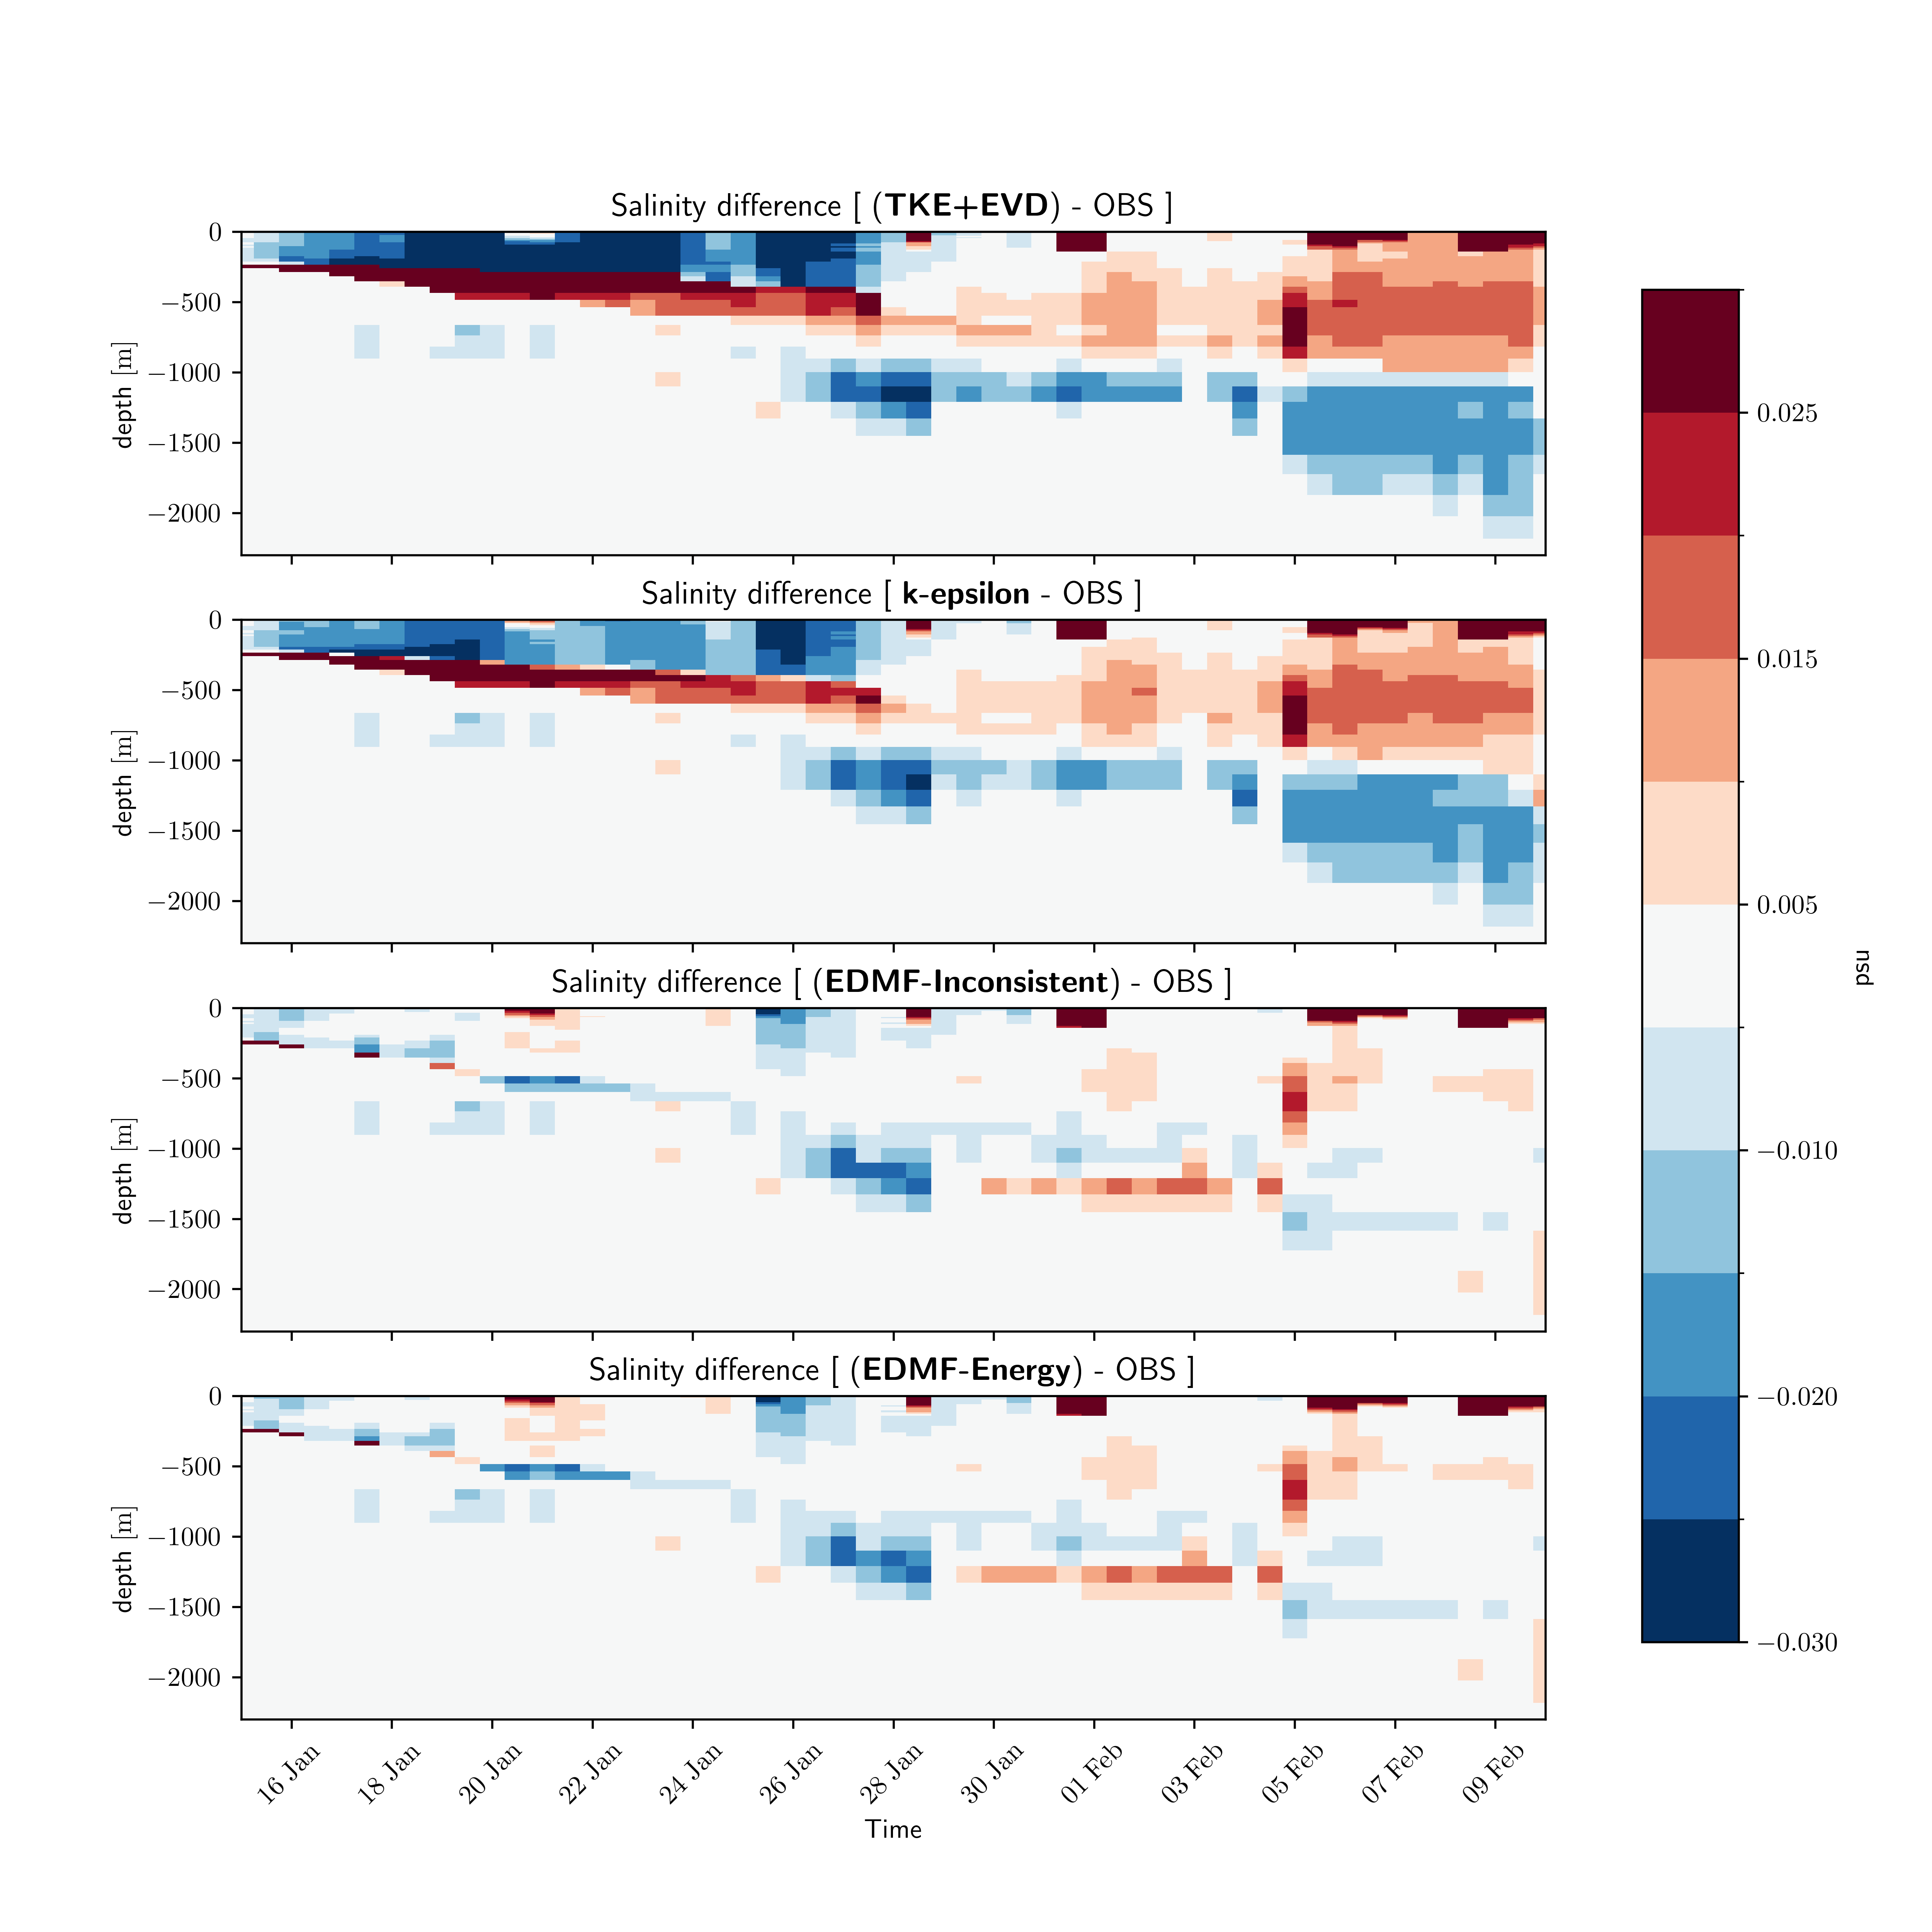 Salinity difference [ (TKE+EVD) - OBS ]
0
−500
−1000
−1500
−2000
depth [m]
Salinity difference [ k-epsilon - OBS ]
0
−500
−1000
−1500
−2000
depth [m]
Salinity difference [ (EDMF-Inconsistent) - OBS ]
0
−500
−1000
−1500
−2000
depth [m]
Salinity difference [ (EDMF-Energy) - OBS ]
0
−500
−1000
−1500
−2000
depth [m]
16 Jan
18 Jan
20 Jan
22 Jan
24 Jan
26 Jan
28 Jan
30 Jan
01 Feb
03 Feb
05 Feb
07 Feb
09 Feb
Time
0.025
0.015
0.005
−0.010
−0.020
−0.030
psu